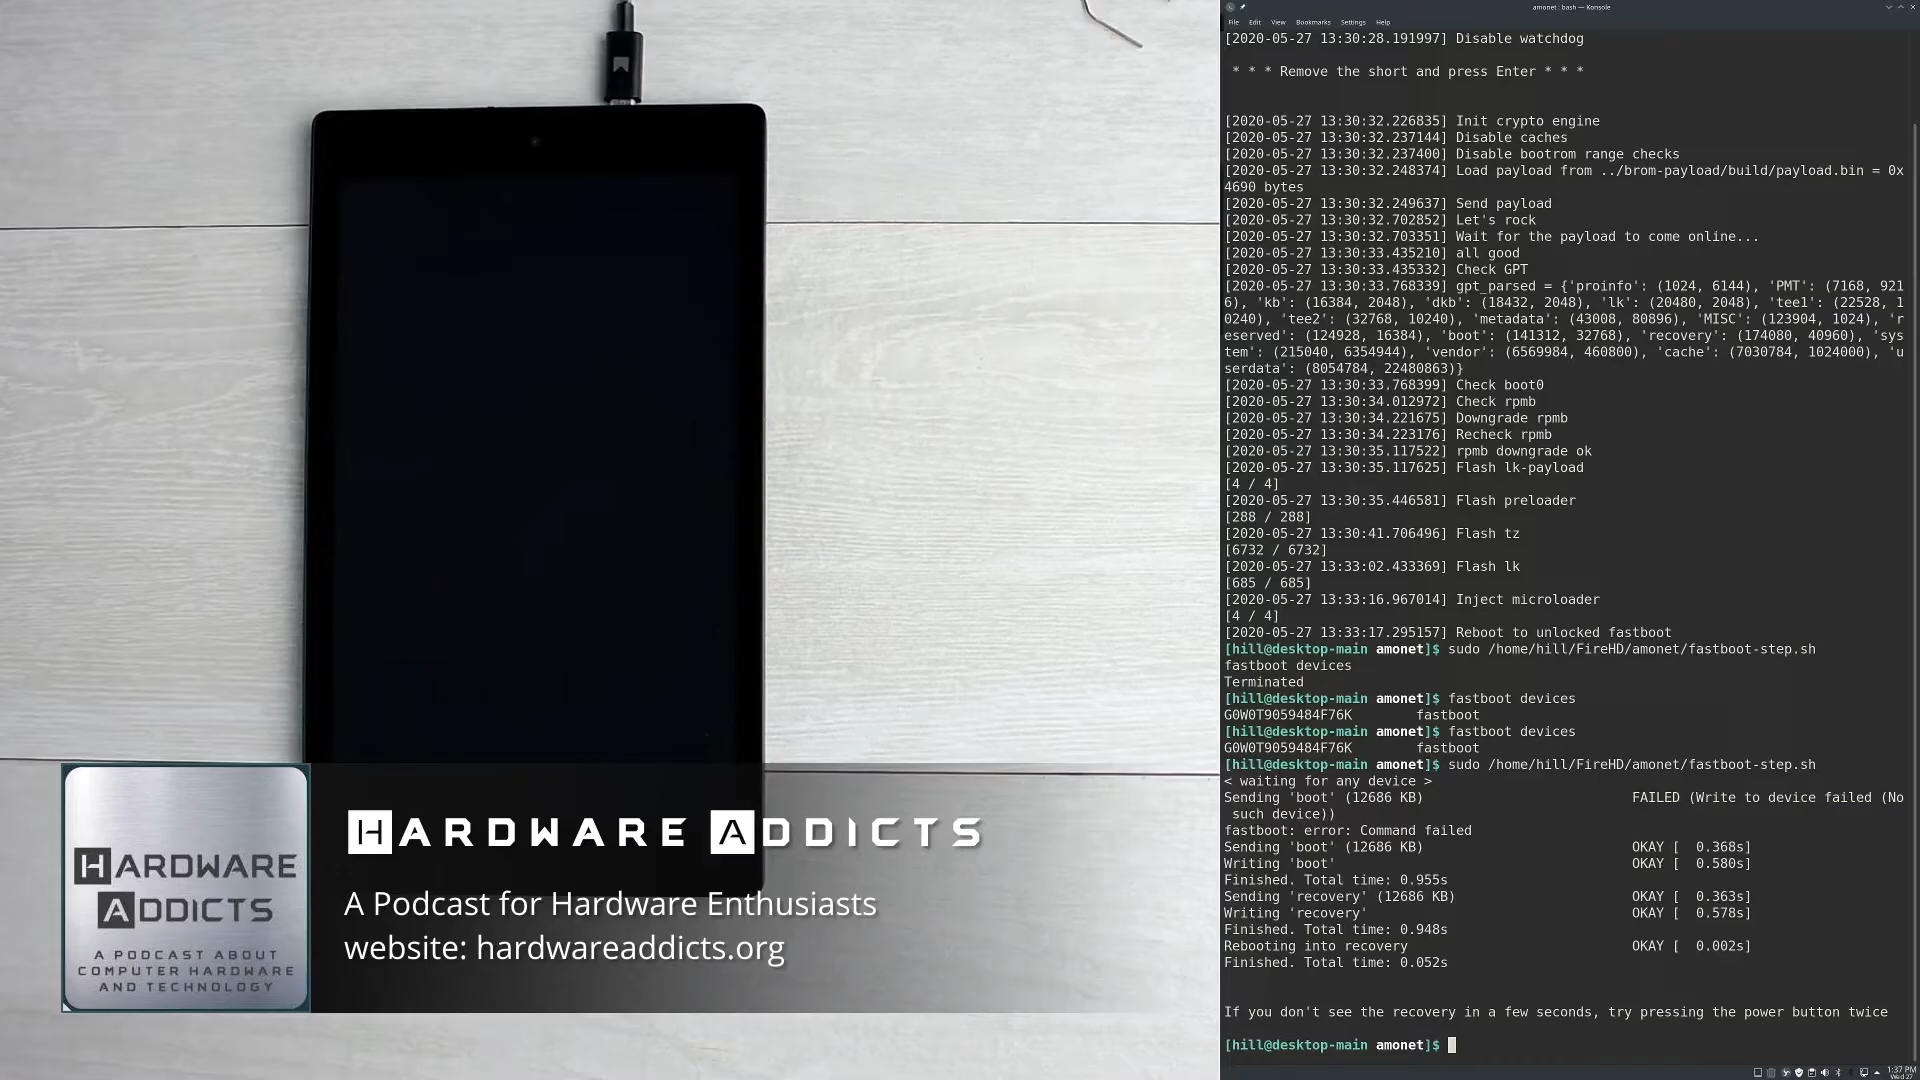 HARDWARE
ADDICTS
A PODCAST ABOUT
COMPUTER HARDWARE
AND TECHNOLOGY
HARDWARE ADDICTS
A Podcast for Hardware Enthusiasts
website: hardwareaddicts.org
amonet : bash — Konsole
File Edit View Bookmarks Settings Help
[2020-05-27 13:30:28.191997] Disable watchdog
* * * Remove the short and press Enter * * *
[2020-05-27 13:30:32.226835] Init crypto engine
[2020-05-27 13:30:32.237144] Disable caches
[2020-05-27 13:30:32.237400] Disable bootrom range checks
[2020-05-27 13:30:32.248374] Load payload from ../brom-payload/build/payload.bin = 0x
4690 bytes
[2020-05-27 13:30:32.249637] Send payload
[2020-05-27 13:30:32.702852] Let's rock
[2020-05-27 13:30:32.703351] Wait for the payload to come online...
[2020-05-27 13:30:33.435210] all good
[2020-05-27 13:30:33.435332] Check GPT
[2020-05-27 13:30:33.768339] gpt_parsed = {'proinfo': (1024, 6144), 'PMT': (7168, 921
6), 'kb': (16384, 2048), 'dkb': (18432, 2048), 'lk': (20480, 2048), 'tee1': (22528, 1
0240), 'tee2': (32768, 10240), 'metadata': (43008, 80896), 'MISC': (123904, 1024), 'r
eserved': (124928, 16384), 'boot': (141312, 32768), 'recovery': (174080, 40960), 'sys
tem': (215040, 6354944), 'vendor': (6569984, 460800), 'cache': (7030784, 1024000), 'u
serdata': (8054784, 22480863)}
[2020-05-27 13:30:33.768399] Check boot0
[2020-05-27 13:30:34.012972] Check rpmb
[2020-05-27 13:30:34.221675] Downgrade rpmb
[2020-05-27 13:30:34.223176] Recheck rpmb
[2020-05-27 13:30:35.117522] rpmb downgrade ok
[2020-05-27 13:30:35.117625] Flash lk-payload
[4 / 4]
[2020-05-27 13:30:35.446581] Flash preloader
[288 / 288]
[2020-05-27 13:30:41.706496] Flash tz
[6732 / 6732]
[2020-05-27 13:33:02.433369] Flash lk
[685 / 685]
[2020-05-27 13:33:16.967014] Inject microloader
[4 / 4]
[2020-05-27 13:33:17.295157] Reboot to unlocked fastboot
[hill@desktop-main amonet]$ sudo /home/hill/FireHD/amonet/fastboot-step.sh
fastboot devices
Terminated
[hill@desktop-main amonet]$ fastboot devices
G0W0T9059484F76K fastboot
[hill@desktop-main amonet]$ fastboot devices
G0W0T9059484F76K fastboot
[hill@desktop-main amonet]$ sudo /home/hill/FireHD/amonet/fastboot-step.sh
< waiting for any device >
Sending 'boot' (12686 KB) FAILED (Write to device failed (No
such device))
fastboot: error: Command failed
Sending 'boot' (12686 KB) OKAY [ 0.368s]
Writing 'boot' OKAY [ 0.580s]
Finished. Total time: 0.955s
Sending 'recovery' (12686 KB) OKAY [ 0.363s]
Writing 'recovery' OKAY [ 0.578s]
Finished. Total time: 0.948s
Rebooting into recovery OKAY [ 0.002s]
Finished. Total time: 0.052s
If you don't see the recovery in a few seconds, try pressing the power button twice
[hill@desktop-main amonet]$
1:37 PM
Wed 27